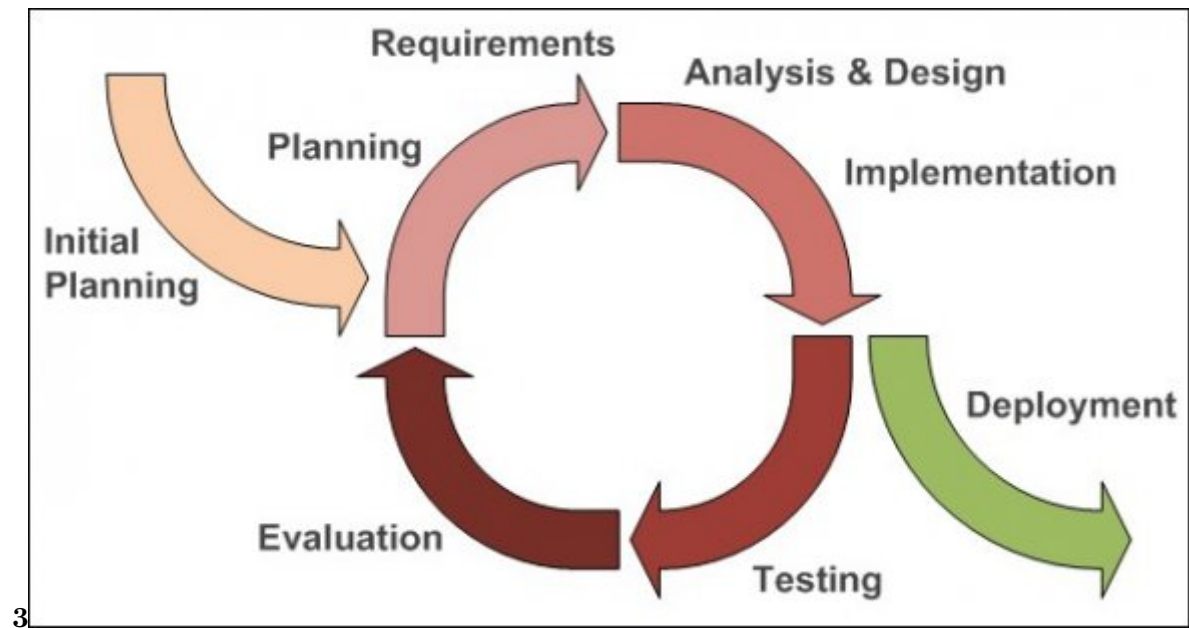 Requirements
Analysis & Design
Planning
Implementation
Initial
Planning
Deployment
Evaluation
Testing
3